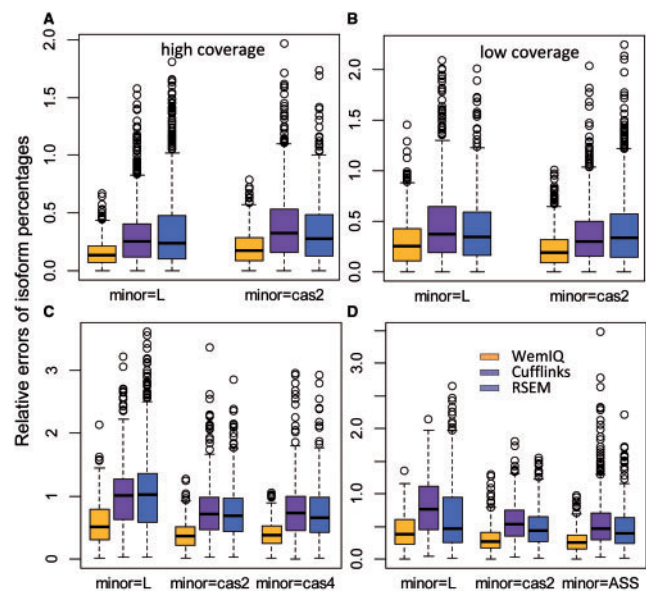 Relative errors of isoform percentages
A
high coverage
0.0 0.5 1.0 1.5 2.0
minor=L minor=cas2
B
low coverage
0.0 0.5 1.0 1.5 2.0
minor=L minor=cas2
C
0 1 2 3
minor=L minor=cas2 minor=cas4
D
WemIQ
Cufflinks
RSEM
0.0 0.5 1.0 2.0 3.0
minor=L minor=cas2 minor=ASS